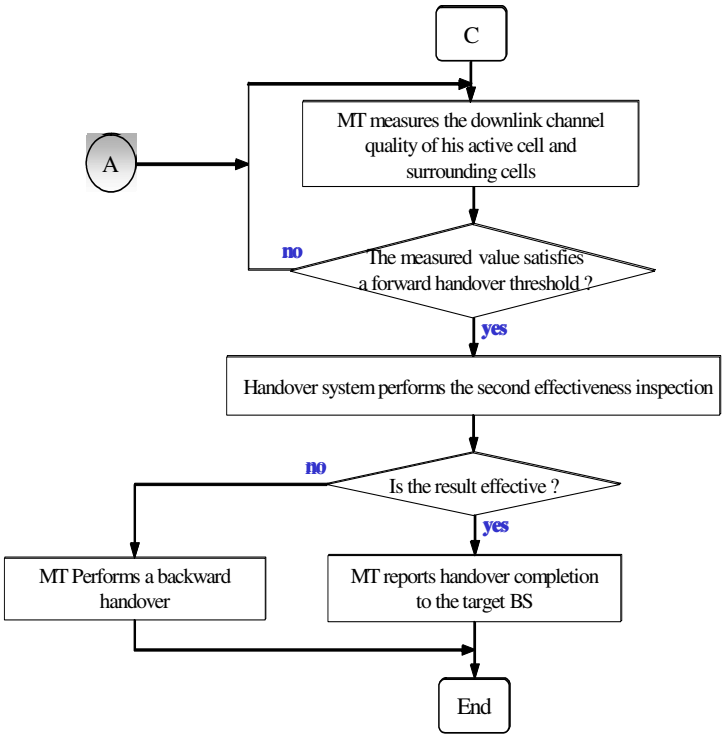 C
MT measures the downlink channel
quality of his active cell and
surrounding cells
A
no
The measured value satisfies
a forward handover threshold ?
yes
Handover system performs the second effectiveness inspection
no
Is the result effective ?
yes
MT Performs a backward
handover
MT reports handover completion
to the target BS
End